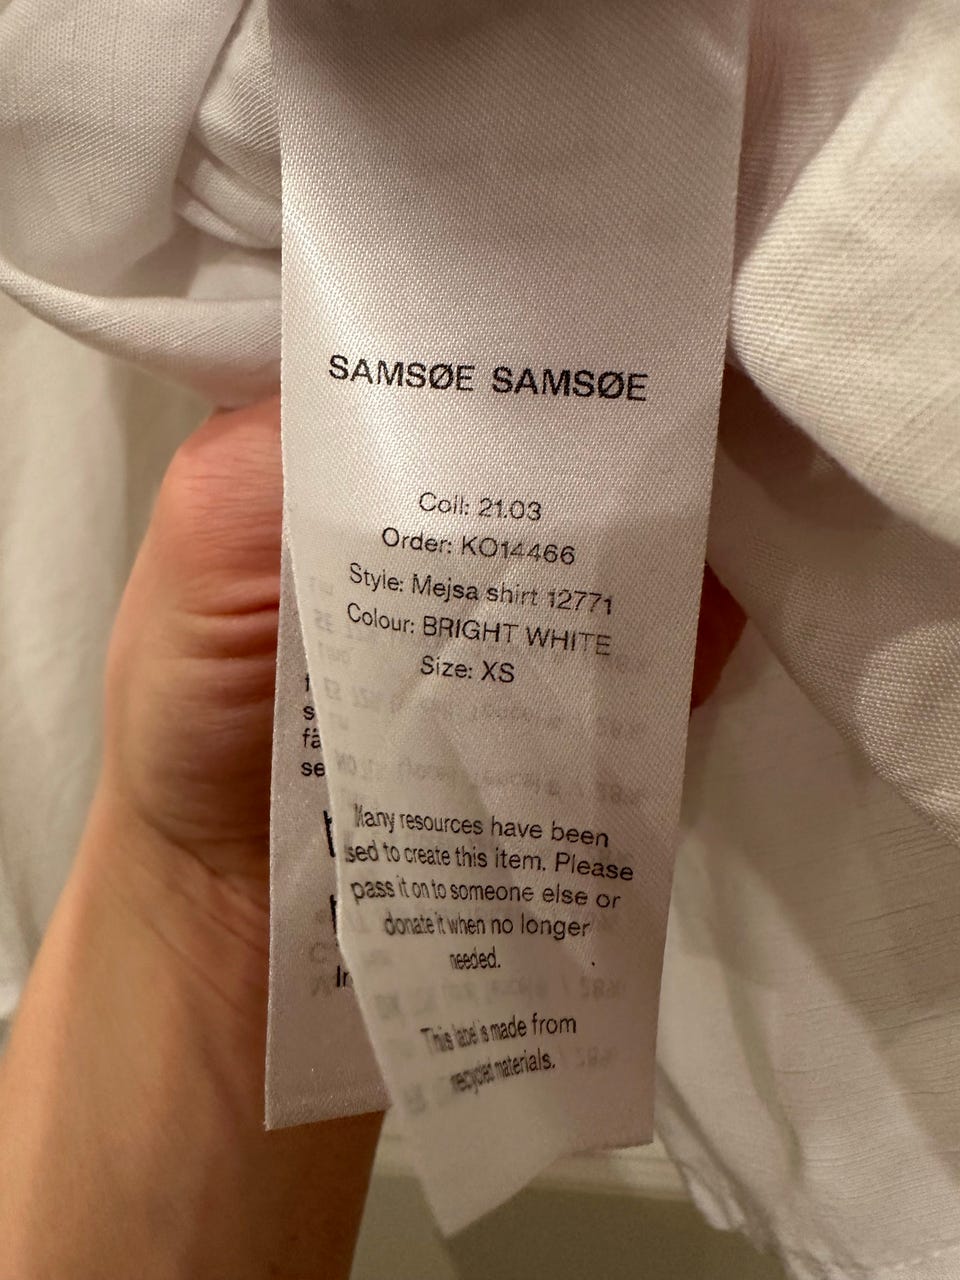 SAMSØE SAMSØE
Coll: 21.03
Order: KO14466
Style: Mejsa shirt 12771
Colour: BRIGHT WHITE
Size: XS
Many resources have been
sed to create this item. Please
pass it on to someone else or
donate it when no longer
needed.
This label is made from
recycled materials.